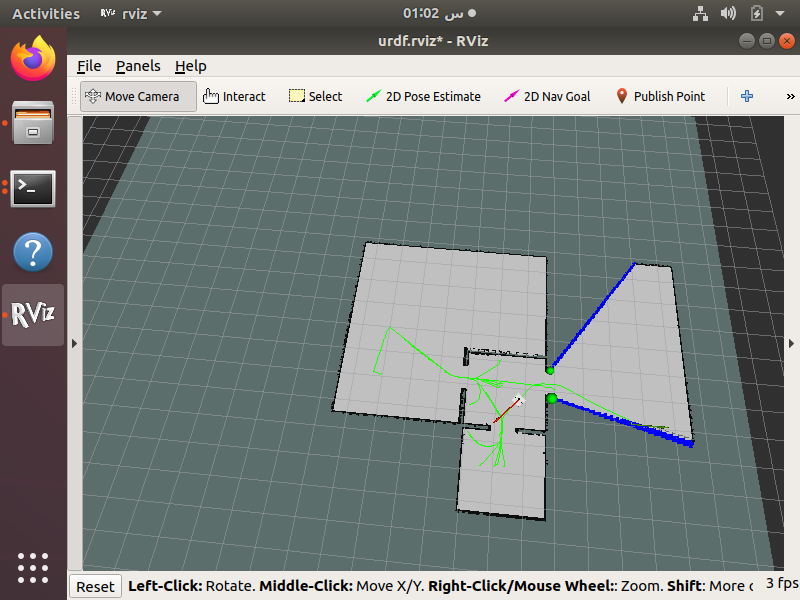 Activities RViz rviz 01:02 س
urdf.rviz* - RViz
File Panels Help
Move Camera Interact Select 2D Pose Estimate 2D Nav Goal Publish Point »
>_
?
RViz
Reset Left-Click: Rotate. Middle-Click: Move X/Y. Right-Click/Mouse Wheel:: Zoom. Shift: More 3 fps